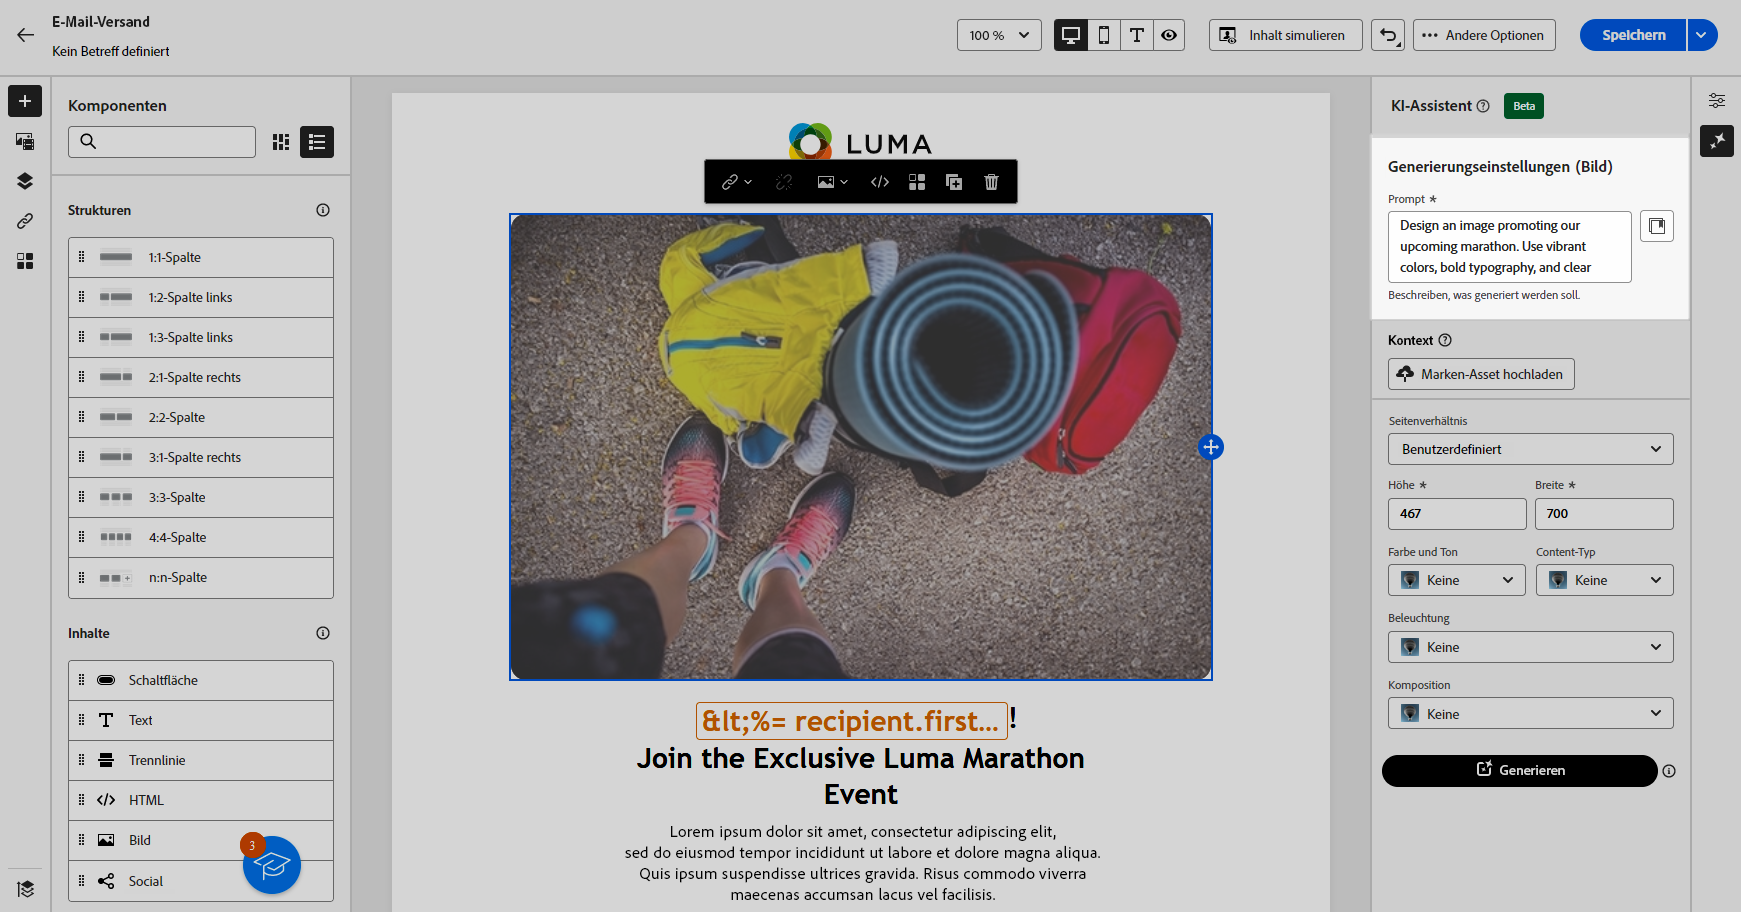 E-Mail-Versand
Kein Betreff definiert
100 %
Inhalt simulieren
Andere Optionen
Speichern
Komponenten
Strukturen
1:1-Spalte
1:2-Spalte links
1:3-Spalte links
2:1-Spalte rechts
2:2-Spalte
3:1-Spalte rechts
3:3-Spalte
4:4-Spalte
n:n-Spalte
Inhalte
Schaltfläche
Text
Trennlinie
HTML
Bild
Social
3
LUMA
&lt;%= recipient.first... !
Join the Exclusive Luma Marathon
Event
Lorem ipsum dolor sit amet, consectetur adipiscing elit,
sed do eiusmod tempor incididunt ut labore et dolore magna aliqua.
Quis ipsum suspendisse ultrices gravida. Risus commodo viverra
maecenas accumsan lacus vel facilisis.
KI-Assistent
Beta
Generierungseinstellungen (Bild)
Prompt *
Design an image promoting our
upcoming marathon. Use vibrant
colors, bold typography, and clear
Beschreiben, was generiert werden soll.
Kontext
Marken-Asset hochladen
Seitenverhältnis
Benutzerdefiniert
Höhe * Breite *
467 700
Farbe und Ton Content-Typ
Keine Keine
Beleuchtung
Keine
Komposition
Keine
Generieren